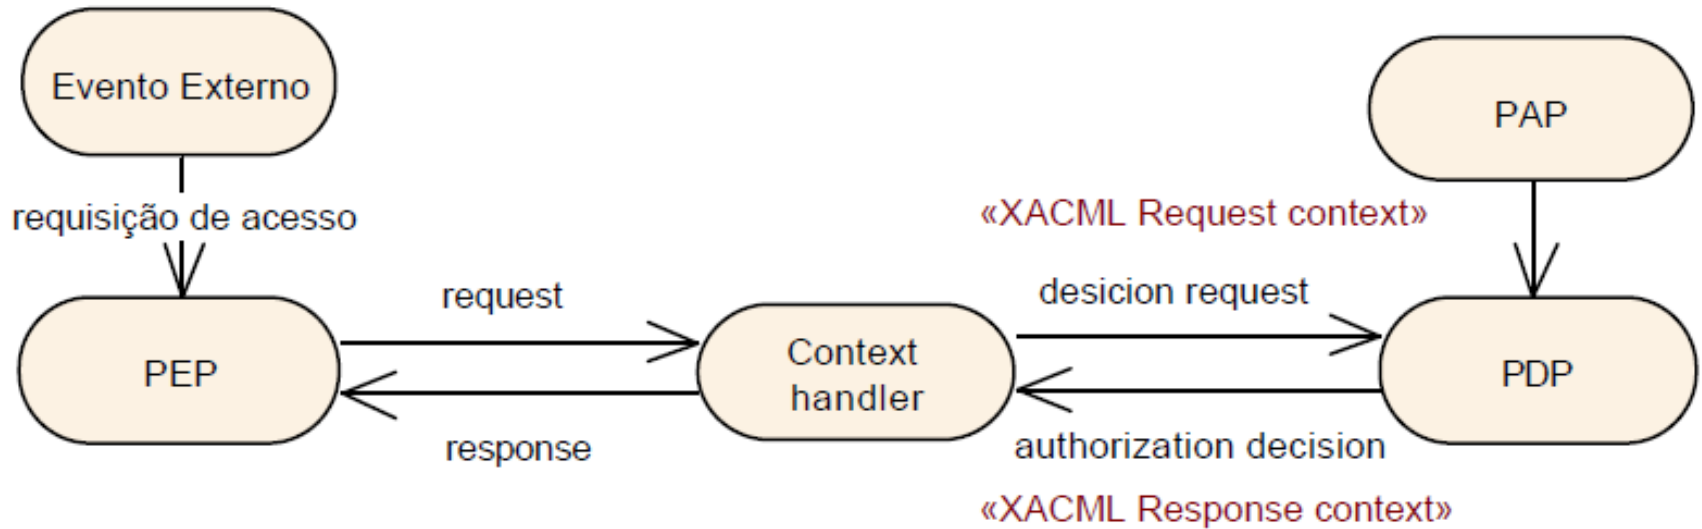 Evento Externo
PAP
requisição de acesso
«XACML Request context»
request
desicion request
PEP
Context
handler
PDP
response
authorization decision
«XACML Response context»